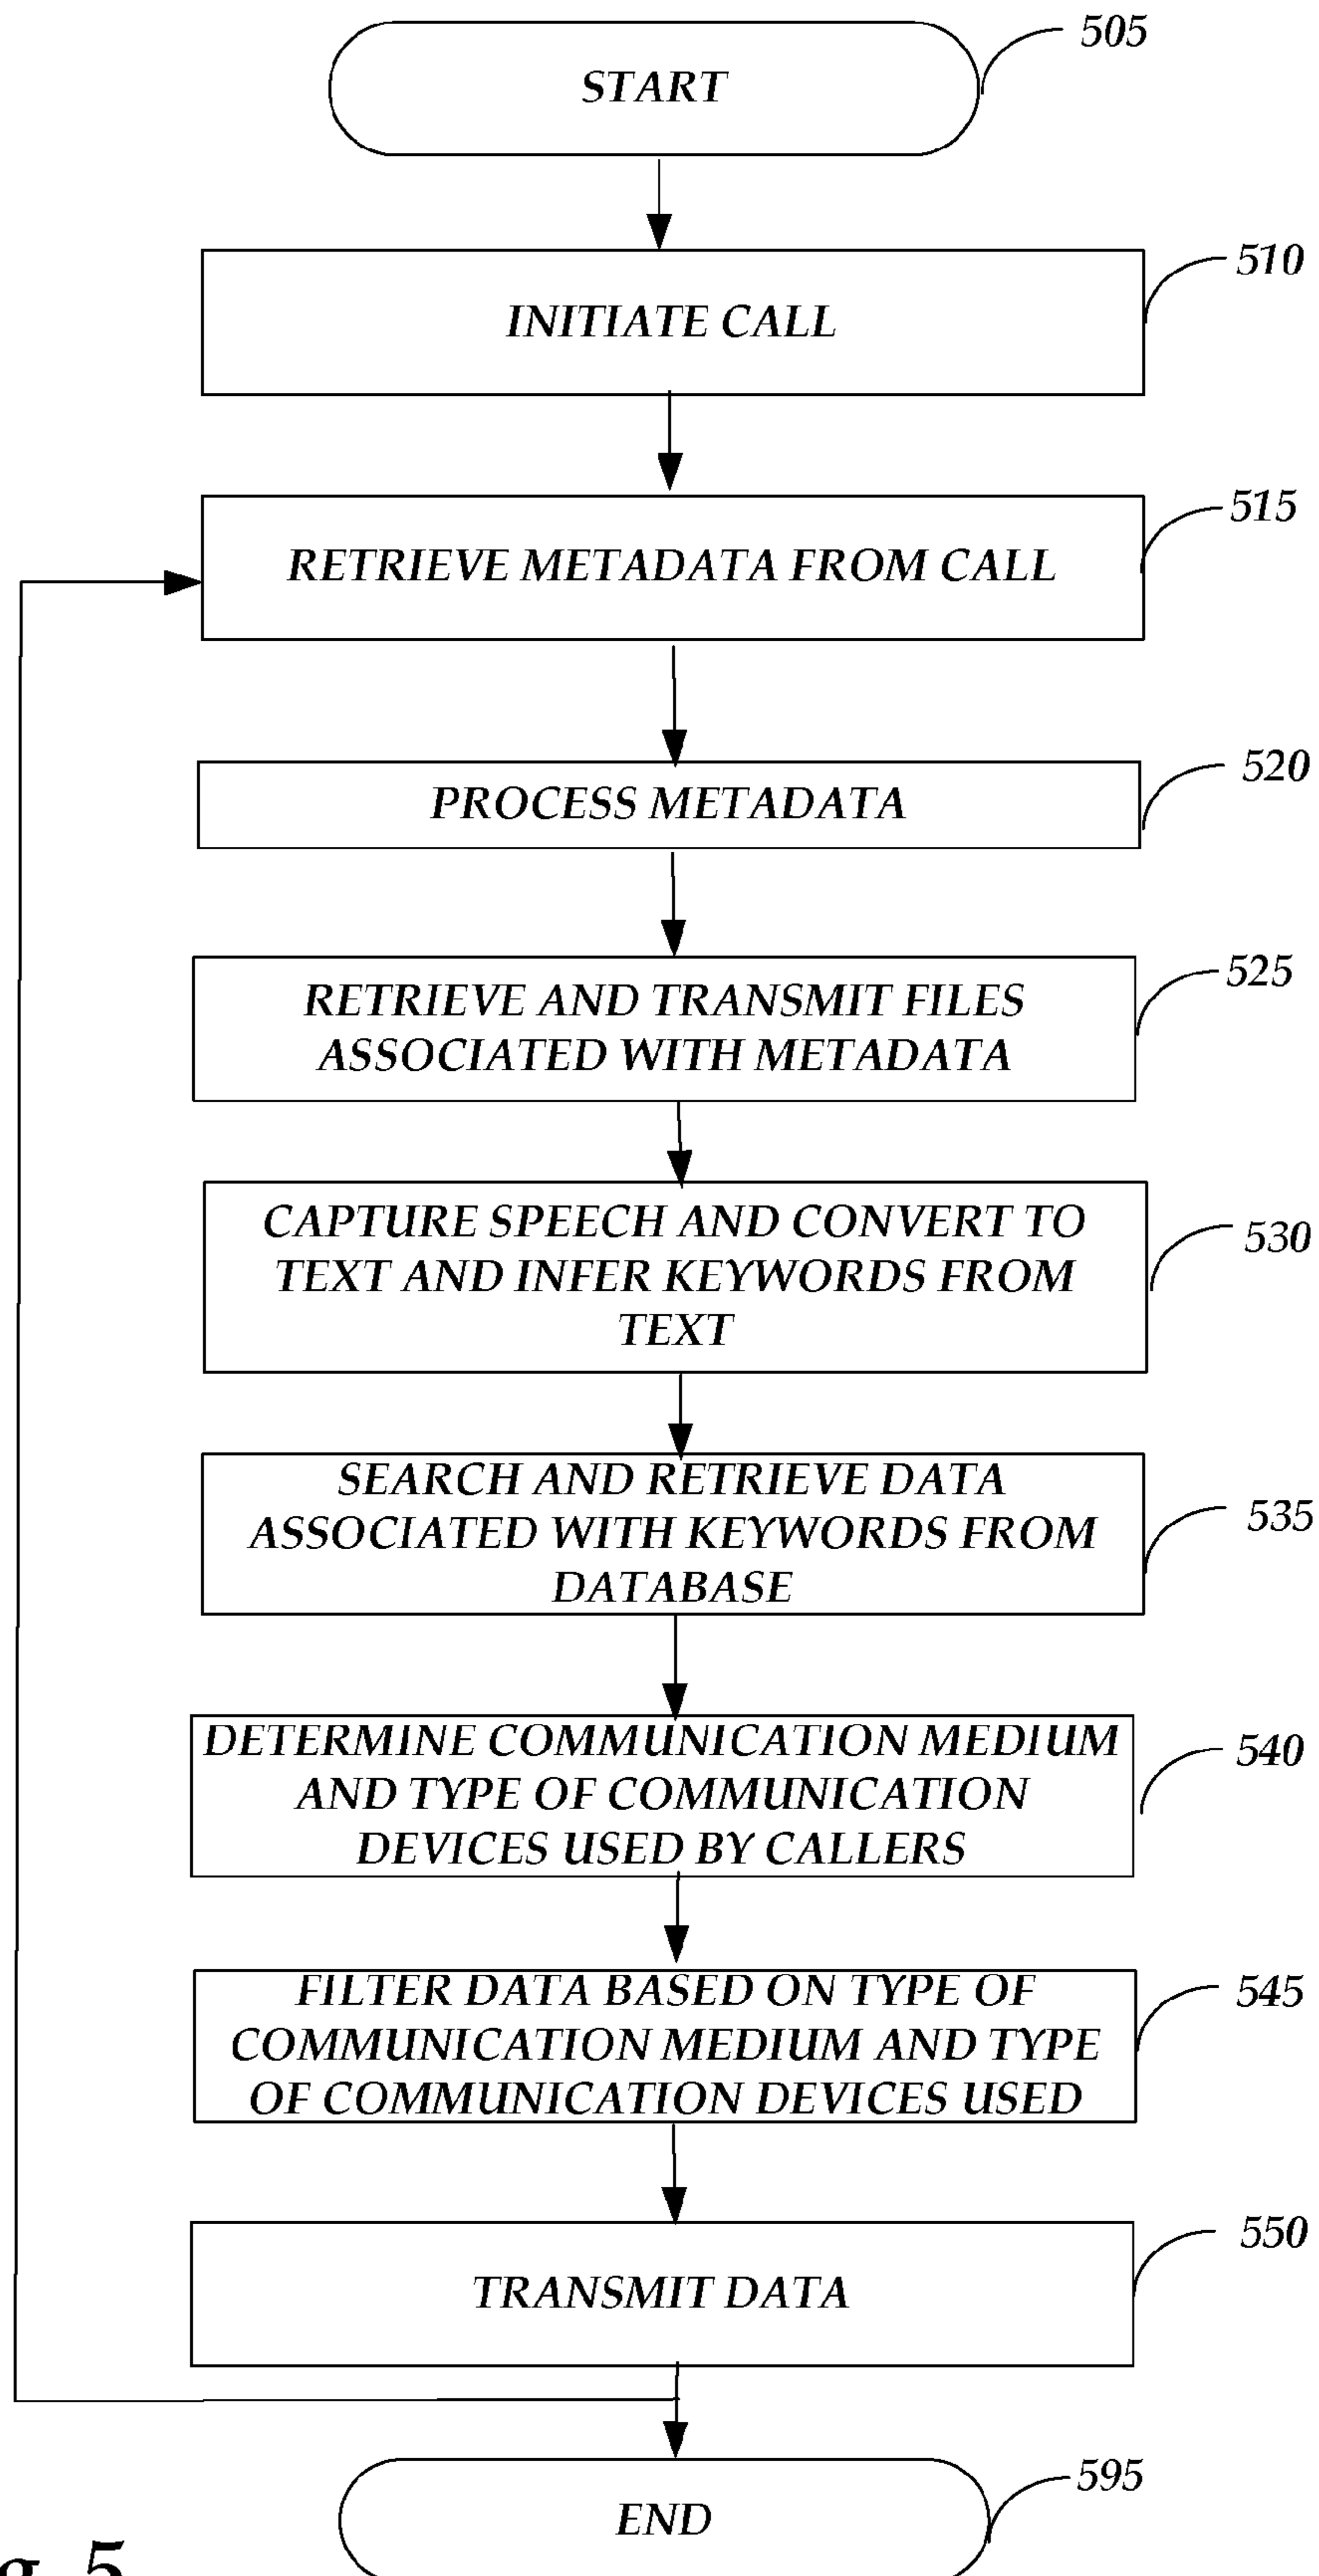 505
START
510
INITIATE CALL
515
RETRIEVE METADATA FROM CALL
520
PROCESS METADATA
525
RETRIEVE AND TRANSMIT FILES
ASSOCIATED WITH METADATA
530
CAPTURE SPEECH AND CONVERT TO
TEXT AND INFER KEYWORDS FROM
TEXT
535
SEARCH AND RETRIEVE DATA
ASSOCIATED WITH KEYWORDS FROM
DATABASE
540
DETERMINE COMMUNICATION MEDIUM
AND TYPE OF COMMUNICATION
DEVICES USED BY CALLERS
545
FILTER DATA BASED ON TYPE OF
COMMUNICATION MEDIUM AND TYPE
OF COMMUNICATION DEVICES USED
550
TRANSMIT DATA
595
END
5